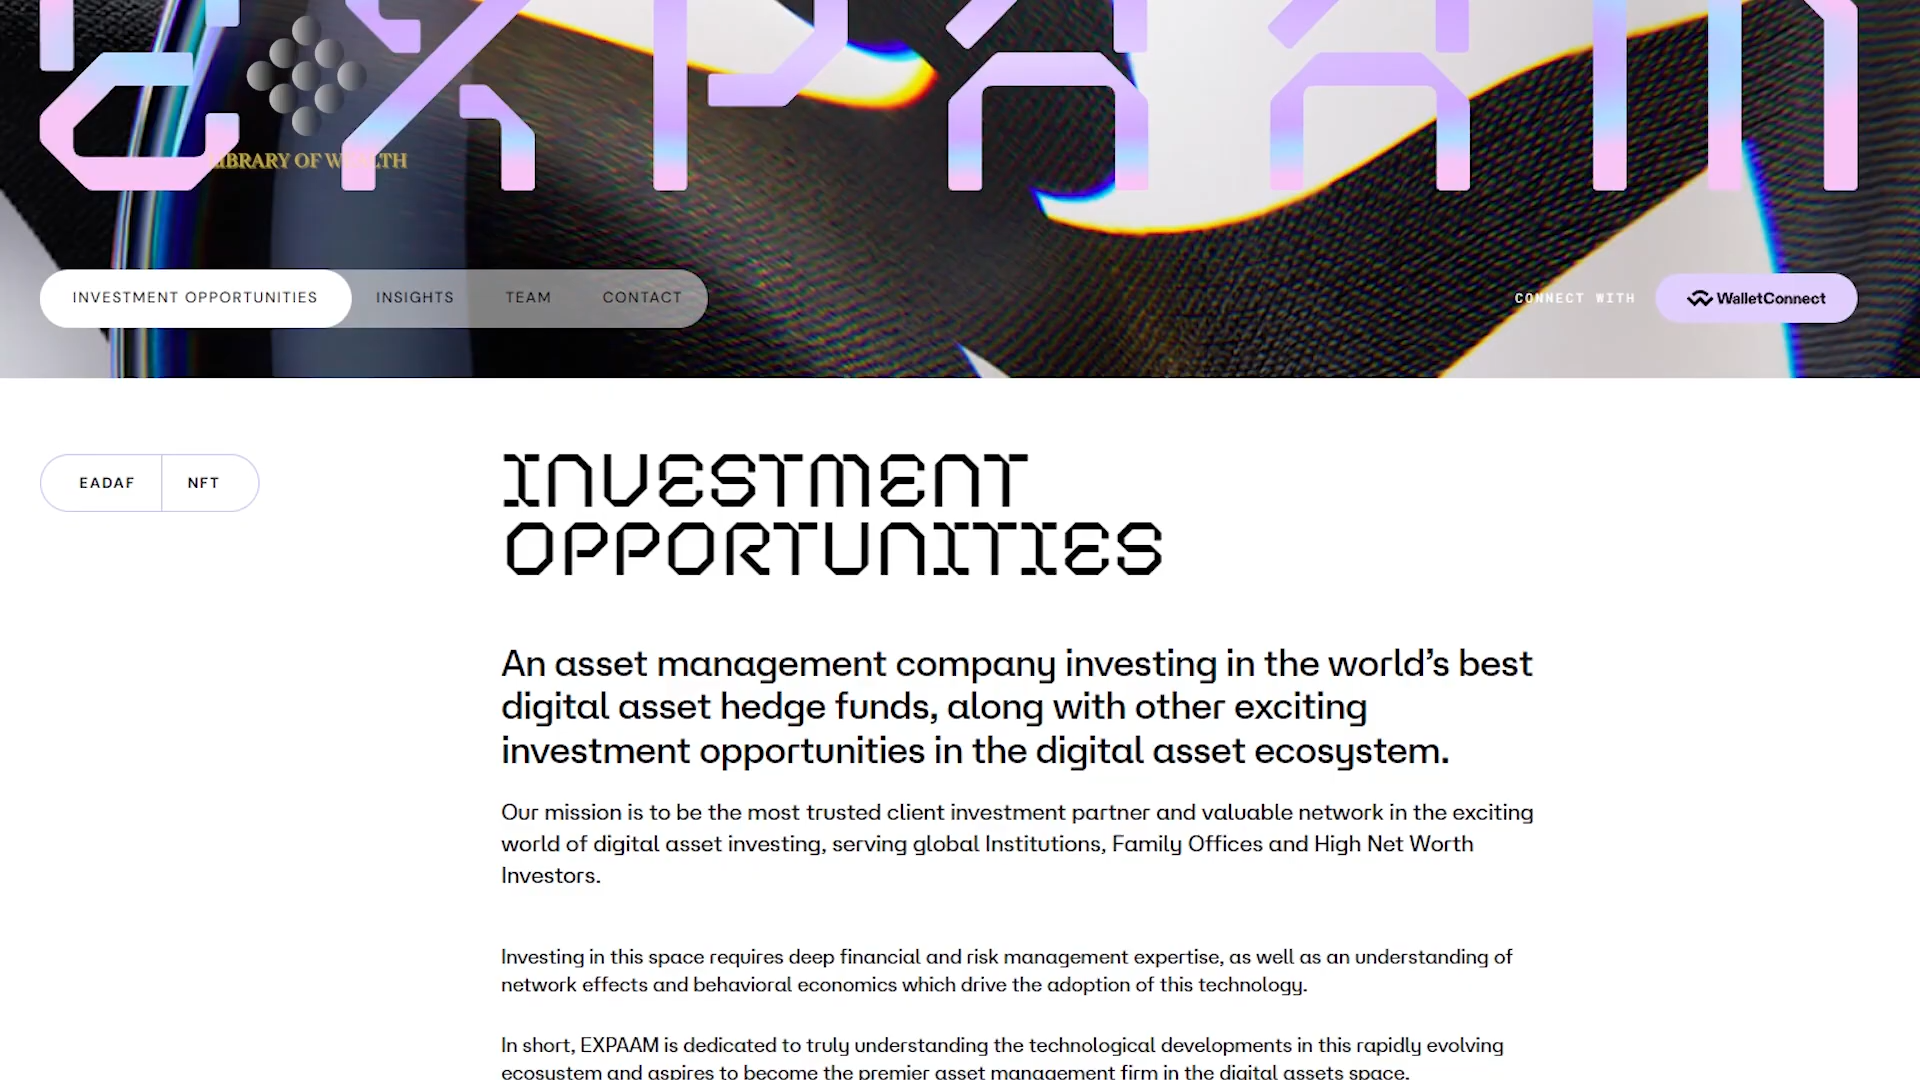 EXPAAM
LIBRARY OF WEALTH
INVESTMENT OPPORTUNITIES
INSIGHTS
TEAM
CONTACT
CONNECT WITH
WalletConnect
EADAF
NFT
INVESTMENT
OPPORTUNITIES
An asset management company investing in the world’s best
digital asset hedge funds, along with other exciting
investment opportunities in the digital asset ecosystem.
Our mission is to be the most trusted client investment partner and valuable network in the exciting
world of digital asset investing, serving global Institutions, Family Offices and High Net Worth
Investors.
Investing in this space requires deep financial and risk management expertise, as well as an understanding of
network effects and behavioral economics which drive the adoption of this technology.
In short, EXPAAM is dedicated to truly understanding the technological developments in this rapidly evolving
ecosystem and aspires to become the premier asset management firm in the digital assets space.